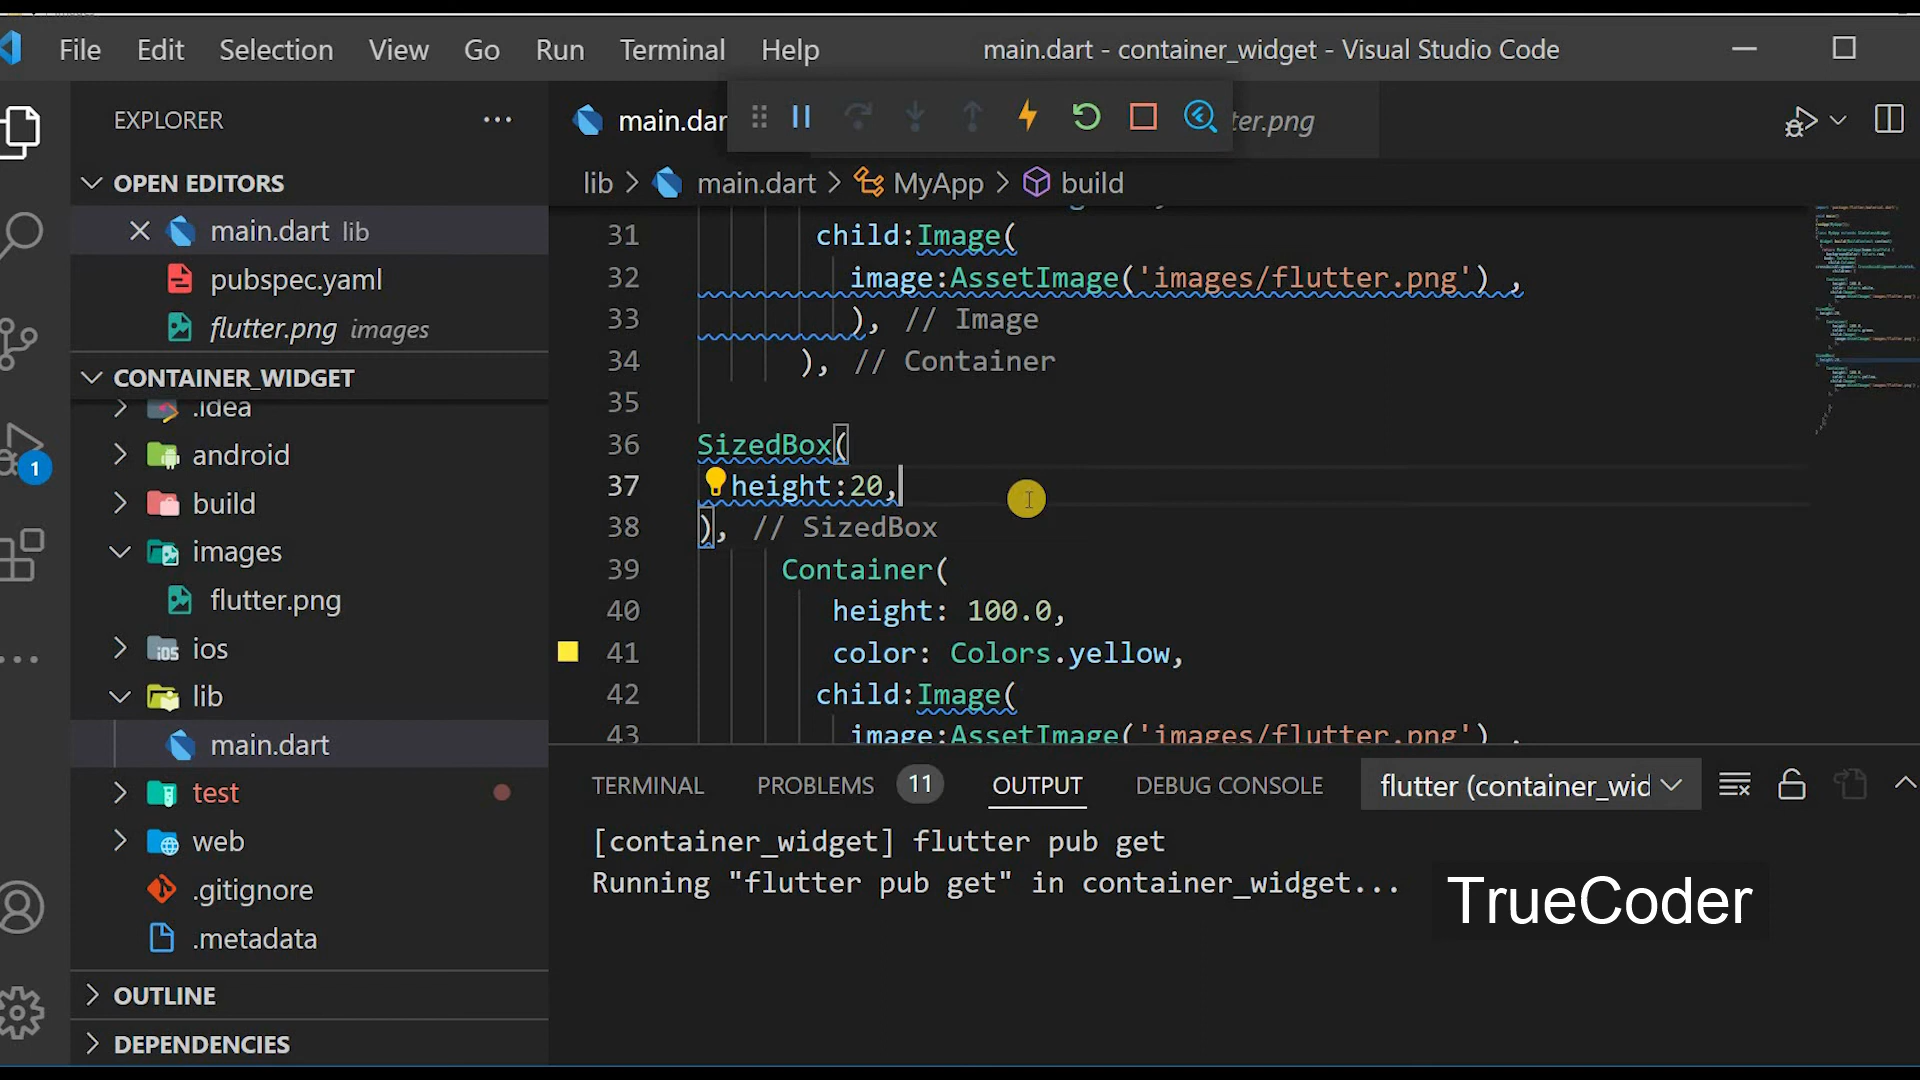 File Edit Selection View Go Run Terminal Help main.dart - container_widget - Visual Studio Code
EXPLORER
main.dar
ter.png
OPEN EDITORS
lib > main.dart > MyApp > build
main.dart lib
pubspec.yaml
flutter.png images
CONTAINER_WIDGET
.idea
android
build
images
flutter.png
ios
lib
main.dart
test
web
.gitignore
.metadata
OUTLINE
DEPENDENCIES
1
31 child:Image(
32 image:AssetImage('images/flutter.png') ,
33 ), // Image
34 ), // Container
35
36 SizedBox(
37 height:20,
38 ), // SizedBox
39 Container(
40 height: 100.0,
41 color: Colors.yellow,
42 child:Image(
43 image:AssetImage('images/flutter.png') ,
TERMINAL PROBLEMS 11 OUTPUT DEBUG CONSOLE flutter (container_wid
[container_widget] flutter pub get
Running "flutter pub get" in container_widget...
TrueCoder